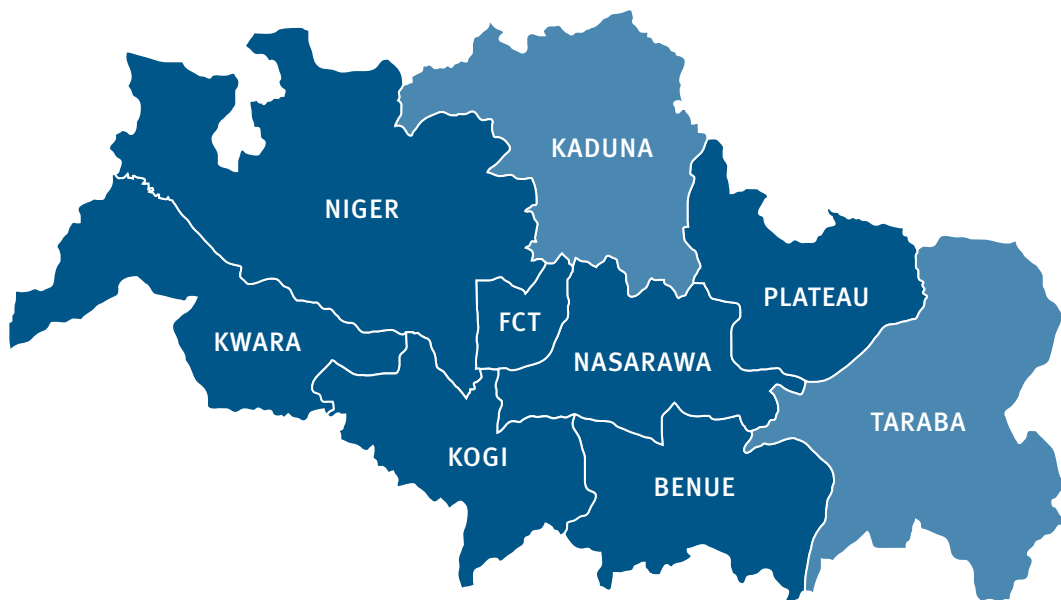 KADUNA
NIGER
PLATEAU
FCT
KWARA
NASARAWA
TARABA
KOGI
BENUE